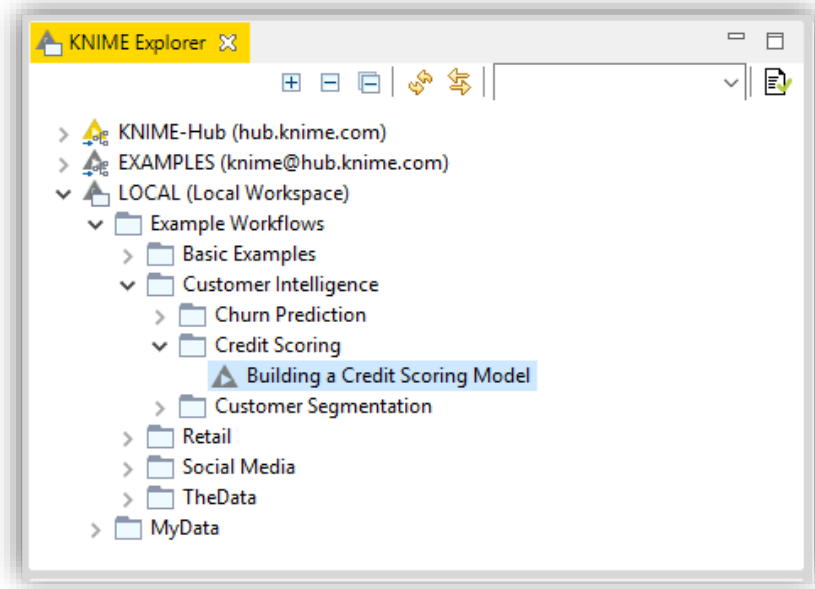 KNIME Explorer
KNIME-Hub (hub.knime.com)
EXAMPLES (knime@hub.knime.com)
LOCAL (Local Workspace)
Example Workflows
Basic Examples
Customer Intelligence
Churn Prediction
Credit Scoring
Building a Credit Scoring Model
Customer Segmentation
Retail
Social Media
TheData
MyData